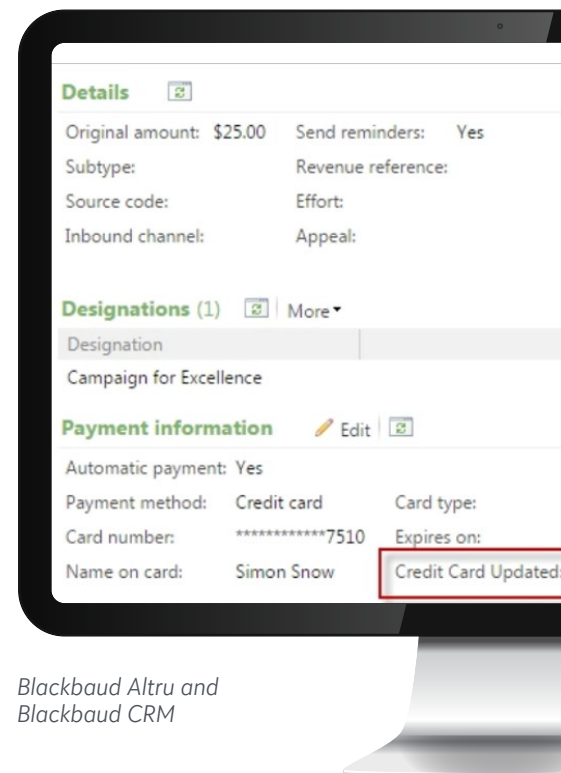 Details
Original amount: $25.00 Send reminders: Yes
Subtype: Revenue reference:
Source code: Effort:
Inbound channel: Appeal:
Designations (1) More
Designation
Campaign for Excellence
Payment information Edit
Automatic payment: Yes
Payment method: Credit card Card type:
Card number: ************7510 Expires on:
Name on card: Simon Snow Credit Card Updated:
Blackbaud Altru and
Blackbaud CRM